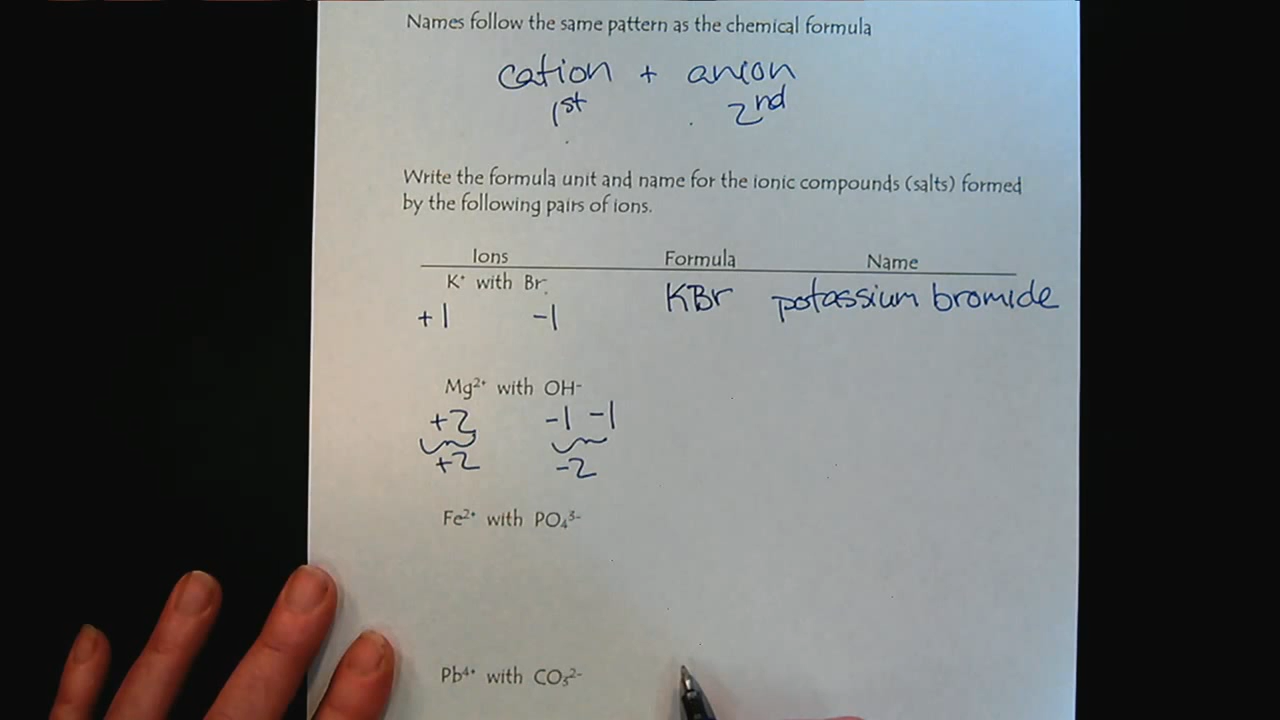 Names follow the same pattern as the chemical formula
cation + anion
1st 2nd
Write the formula unit and name for the ionic compounds (salts) formed
by the following pairs of ions.
Ions Formula Name
K⁺ with Br⁻ KBr potassium bromide
+1 -1
Mg²⁺ with OH⁻
+2 -1 -1
+2 -2
Fe²⁺ with PO₄³⁻
Pb⁴⁺ with CO₃²⁻